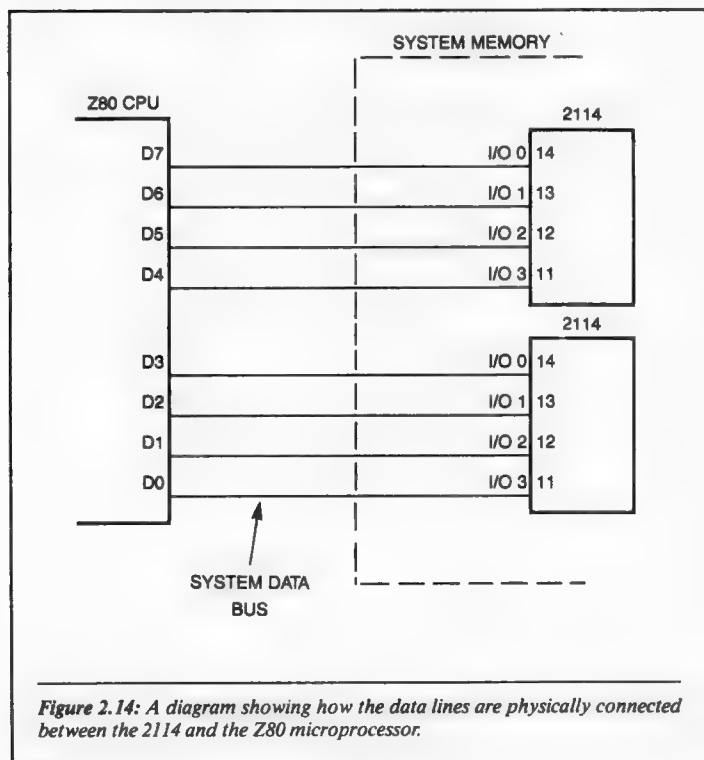 SYSTEM MEMORY
Z80 CPU
2114
D7 I/O 0 14
D6 I/O 1 13
D5 I/O 2 12
D4 I/O 3 11
2114
D3 I/O 0 14
D2 I/O 1 13
D1 I/O 2 12
D0 I/O 3 11
SYSTEM DATA
BUS
Figure 2.14: A diagram showing how the data lines are physically connected
between the 2114 and the Z80 microprocessor.